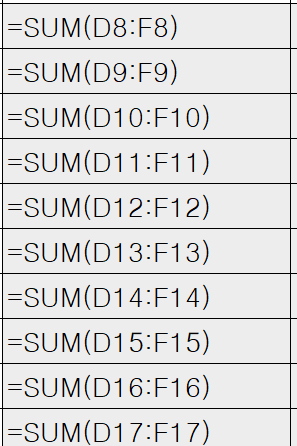 =SUM(D8:F8)
=SUM(D9:F9)
=SUM(D10:F10)
=SUM(D11:F11)
=SUM(D12:F12)
=SUM(D13:F13)
=SUM(D14:F14)
=SUM(D15:F15)
=SUM(D16:F16)
=SUM(D17:F17)